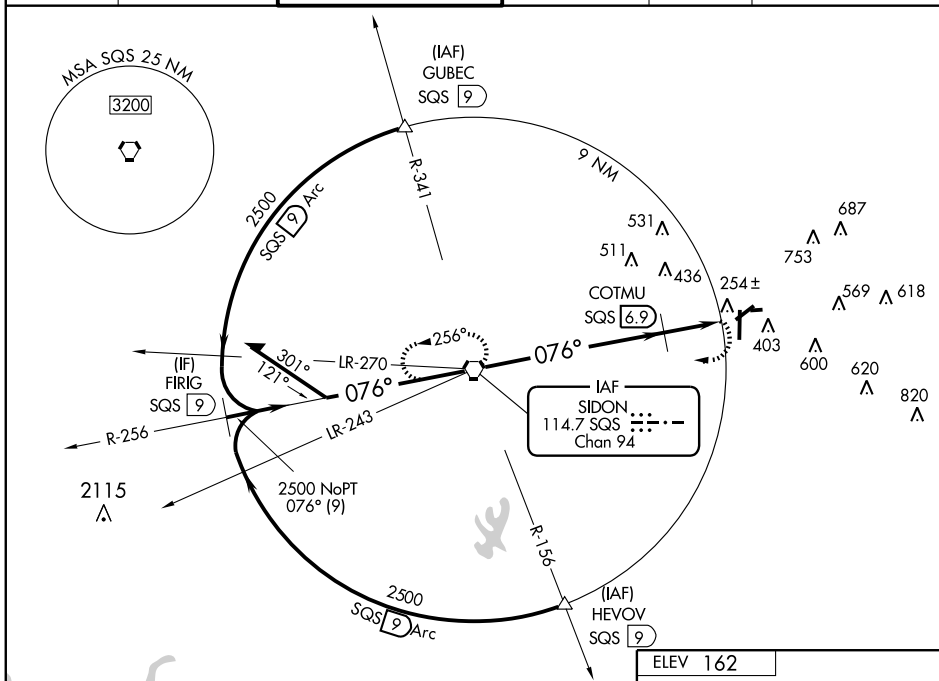 MSA SQS 25 NM
3200
(IAF)
GUBEC
SQS 9
R-341
9 NM
2500
SQS 9 Arc
531
511
436
687
753
254±
569
618
COTMU
SQS 6.9
403
600
620
820
256°
076°
301°
121°
LR-270
076°
(IF)
FIRIG
SQS 9
R-256
LR-243
IAF
SIDON
114.7 SQS
Chan 94
2500 NoPT
076° (9)
2115
R-156
2500
SQS 9 Arc
(IAF)
HEVOV
SQS 9
ELEV 162